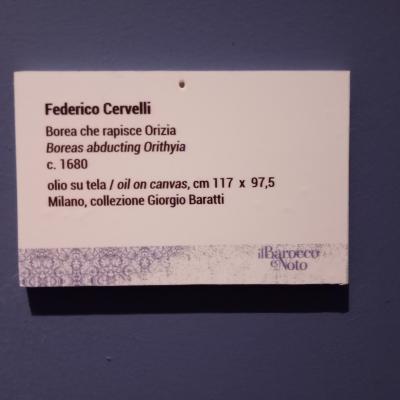 Federico Cervelli
Borea che rapisce Orizia
Boreas abducting Orithyia
c. 1680
olio su tela / oil on canvas, cm 117 x 97,5
Milano, collezione Giorgio Baratti
il Barocco
è Noto